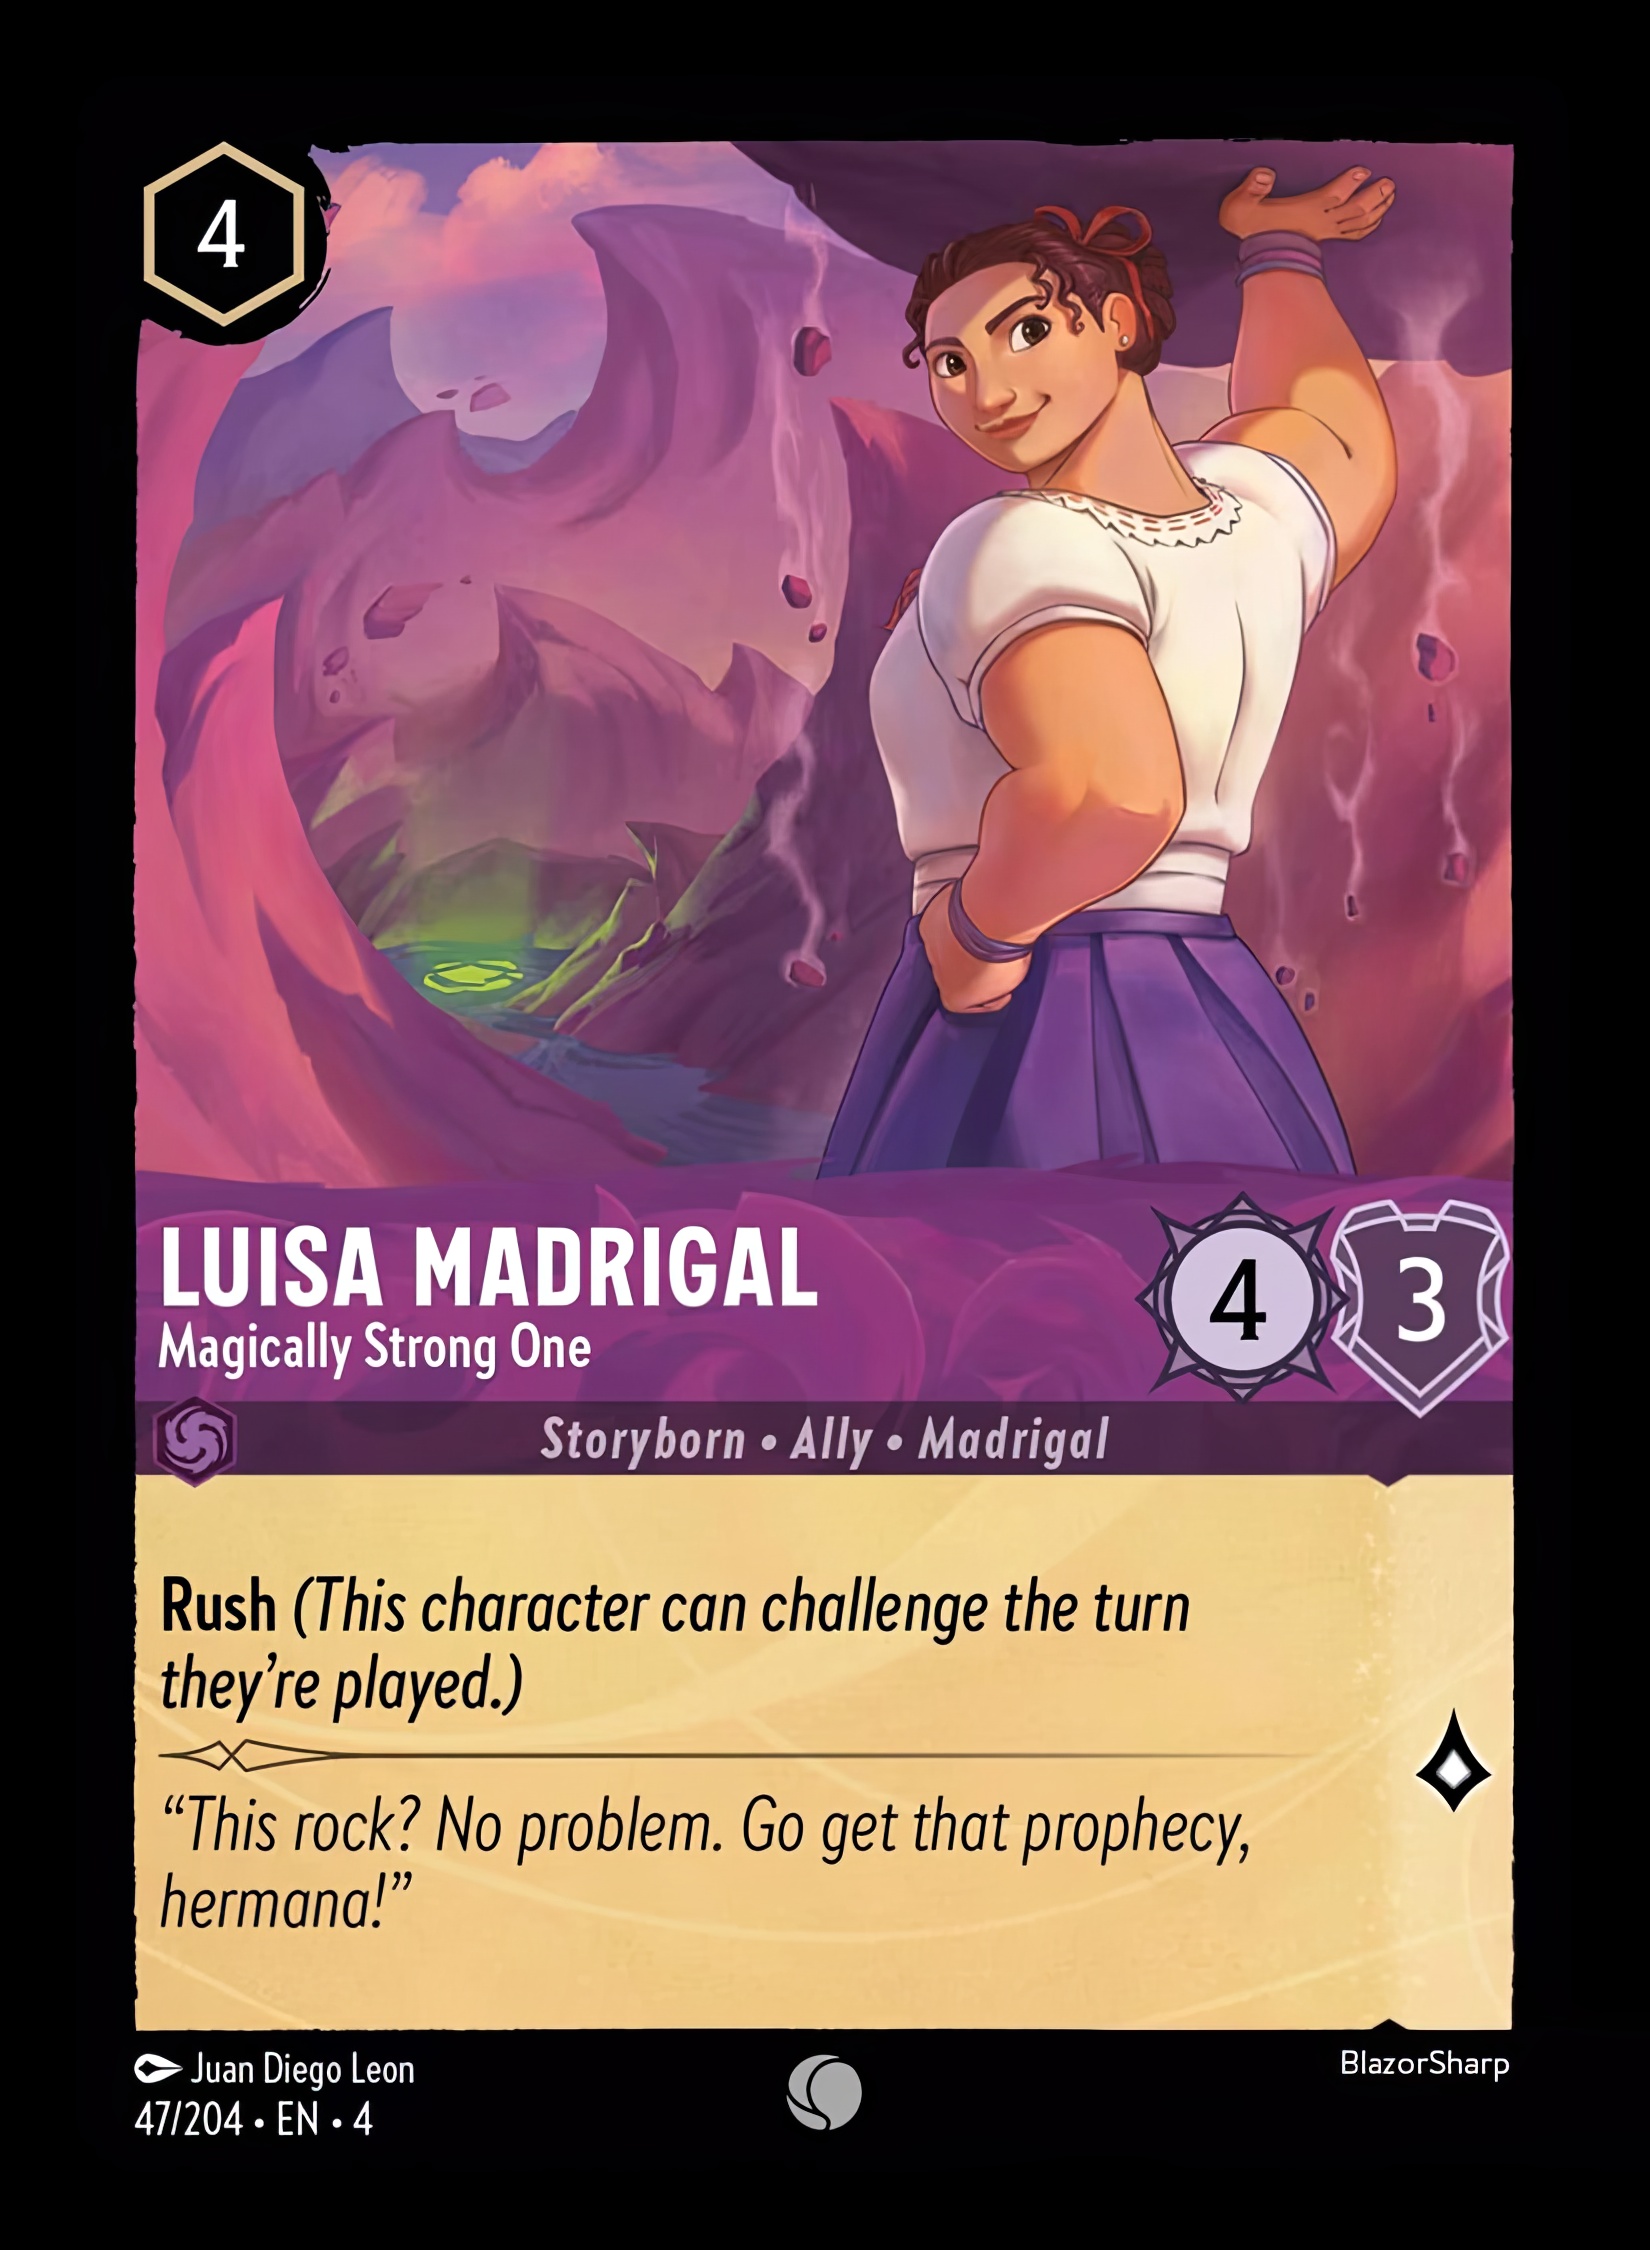 4
LUISA MADRIGAL
Magically Strong One
4 3
Storyborn • Ally • Madrigal
Rush (This character can challenge the turn
they’re played.)
“This rock? No problem. Go get that prophecy,
hermana!”
Juan Diego Leon
BlazorSharp
47/204 • EN • 4